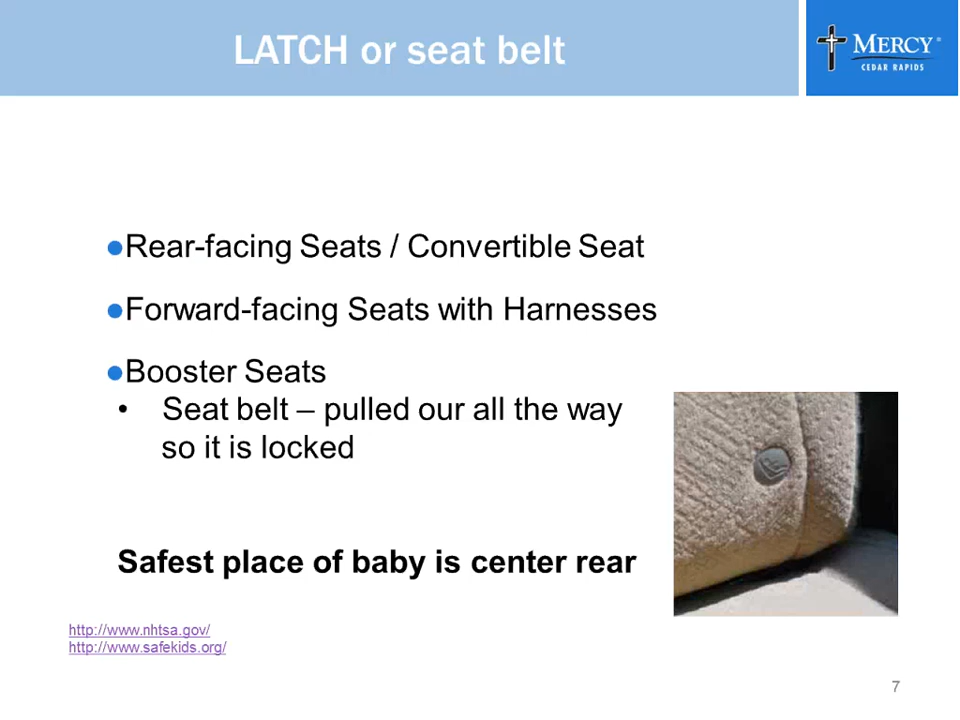 LATCH or seat belt
MERCY
CEDAR RAPIDS
●Rear-facing Seats / Convertible Seat
●Forward-facing Seats with Harnesses
●Booster Seats
• Seat belt – pulled our all the way
so it is locked
Safest place of baby is center rear
http://www.nhtsa.gov/
http://www.safekids.org/
7